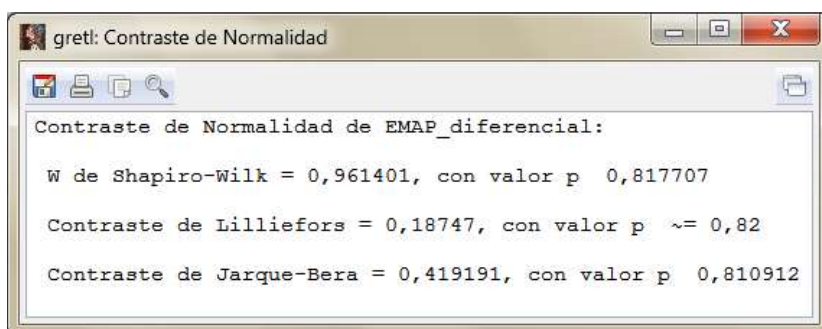 gretl: Contraste de Normalidad
Contraste de Normalidad de EMAP_diferencial:
W de Shapiro-Wilk = 0,961401, con valor p 0,817707
Contraste de Lilliefors = 0,18747, con valor p ~= 0,82
Contraste de Jarque-Bera = 0,419191, con valor p 0,810912